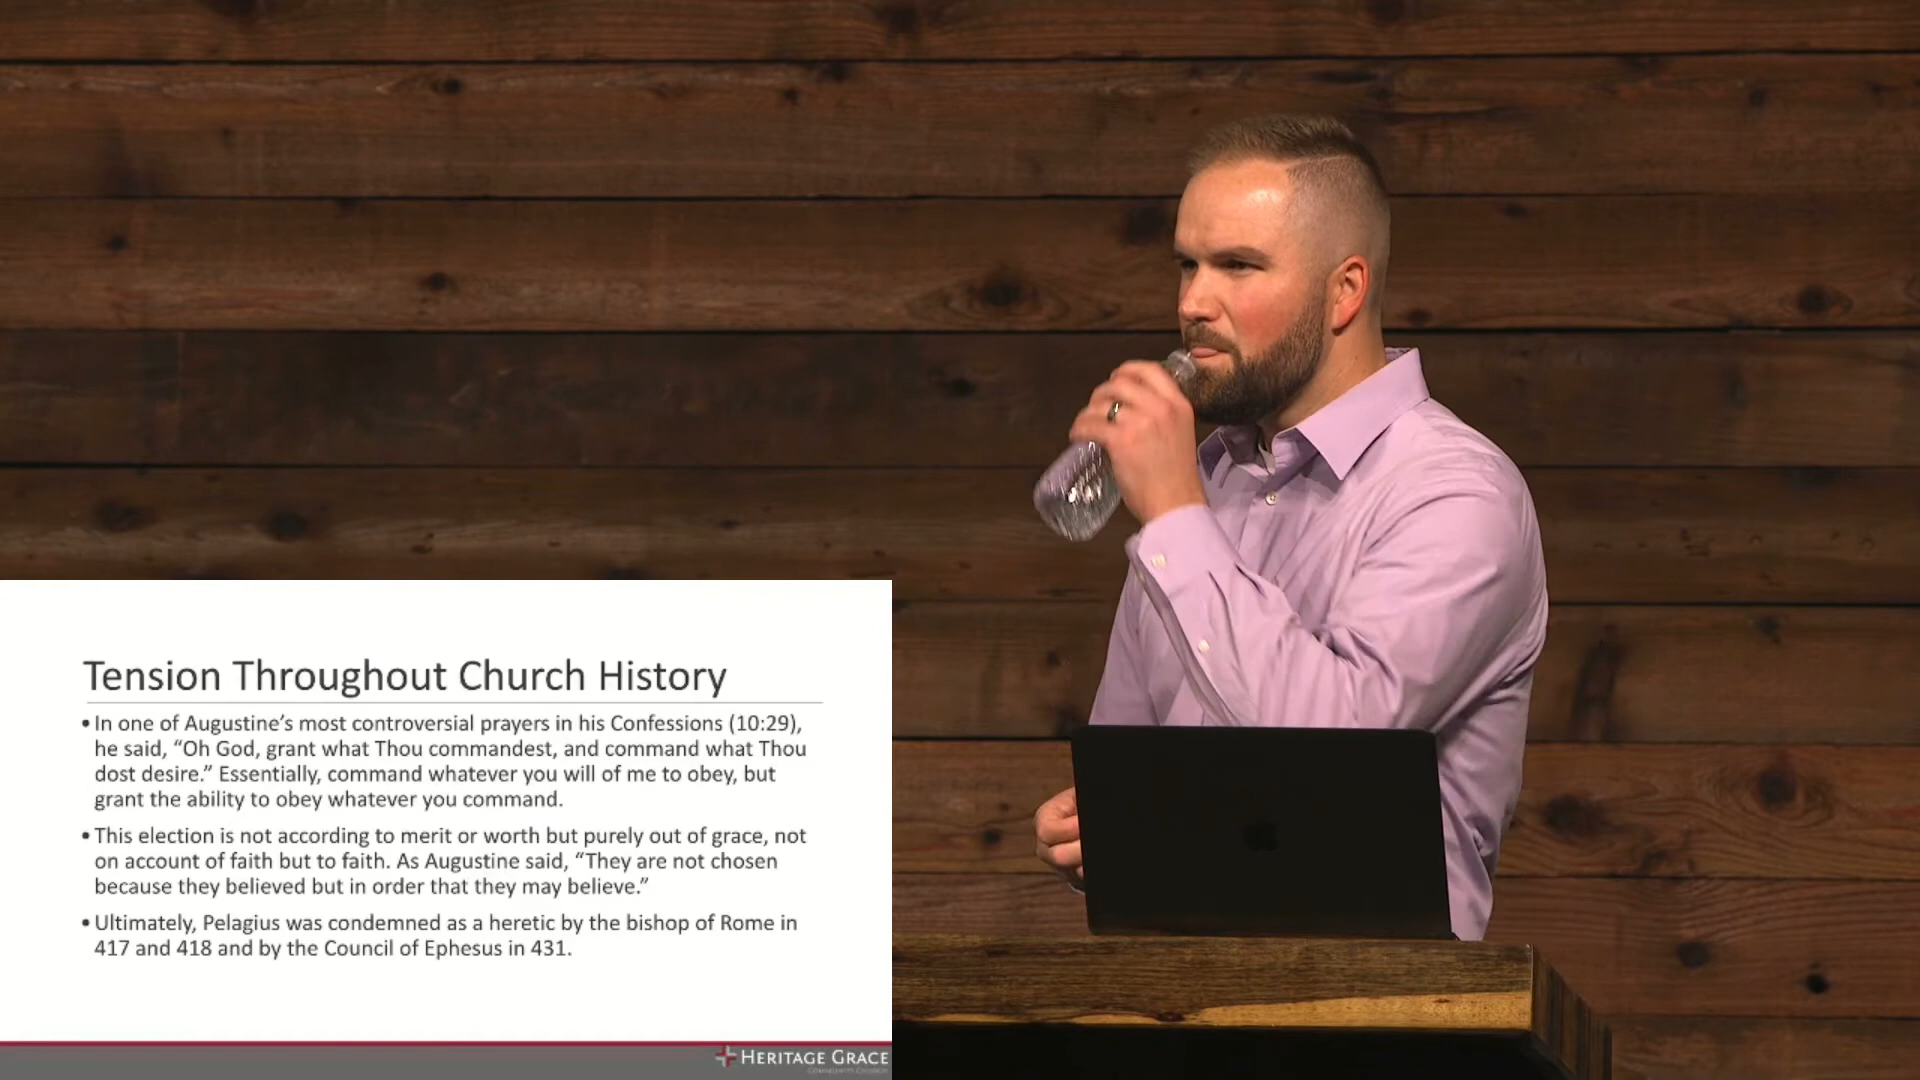 Tension Throughout Church History
• In one of Augustine’s most controversial prayers in his Confessions (10:29),
he said, “Oh God, grant what Thou commandest, and command what Thou
dost desire.” Essentially, command whatever you will of me to obey, but
grant the ability to obey whatever you command.
• This election is not according to merit or worth but purely out of grace, not
on account of faith but to faith. As Augustine said, “They are not chosen
because they believed but in order that they may believe.”
• Ultimately, Pelagius was condemned as a heretic by the bishop of Rome in
417 and 418 and by the Council of Ephesus in 431.
HERITAGE GRACE
COMMUNITY CHURCH